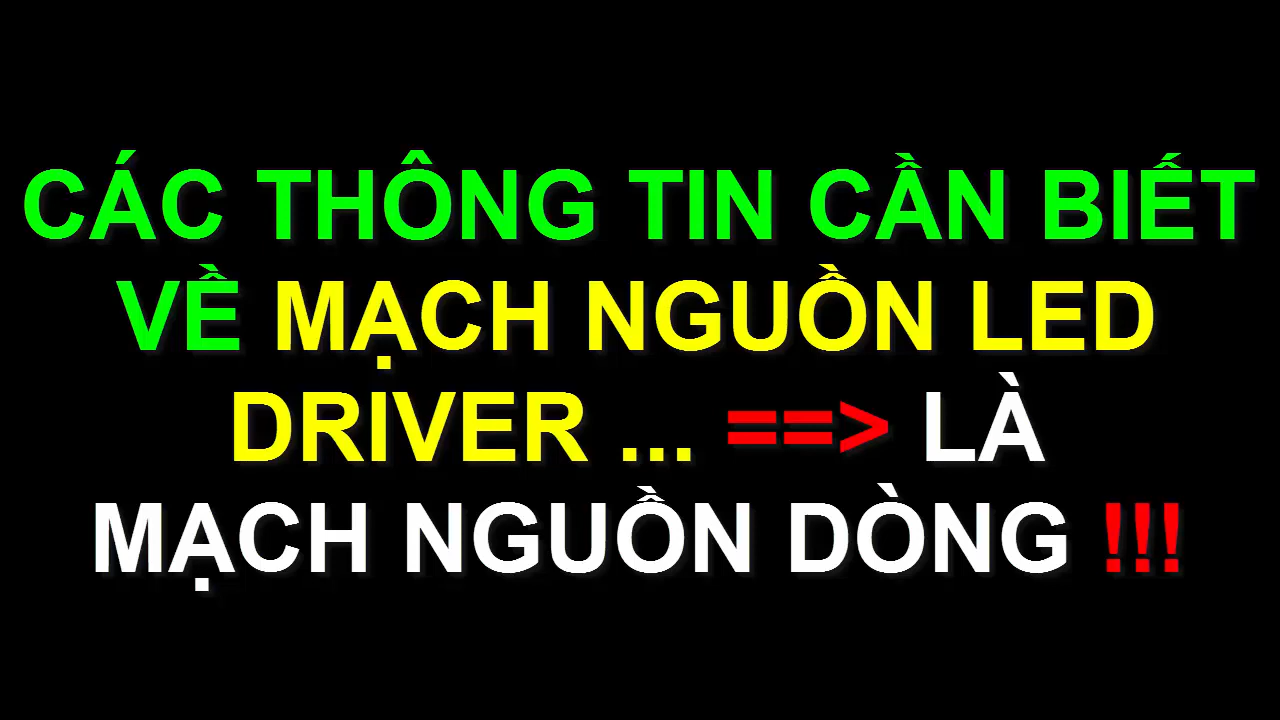 CÁC THÔNG TIN CẦN BIẾT
VỀ MẠCH NGUỒN LED
DRIVER ... ==> LÀ
MẠCH NGUỒN DÒNG !!!